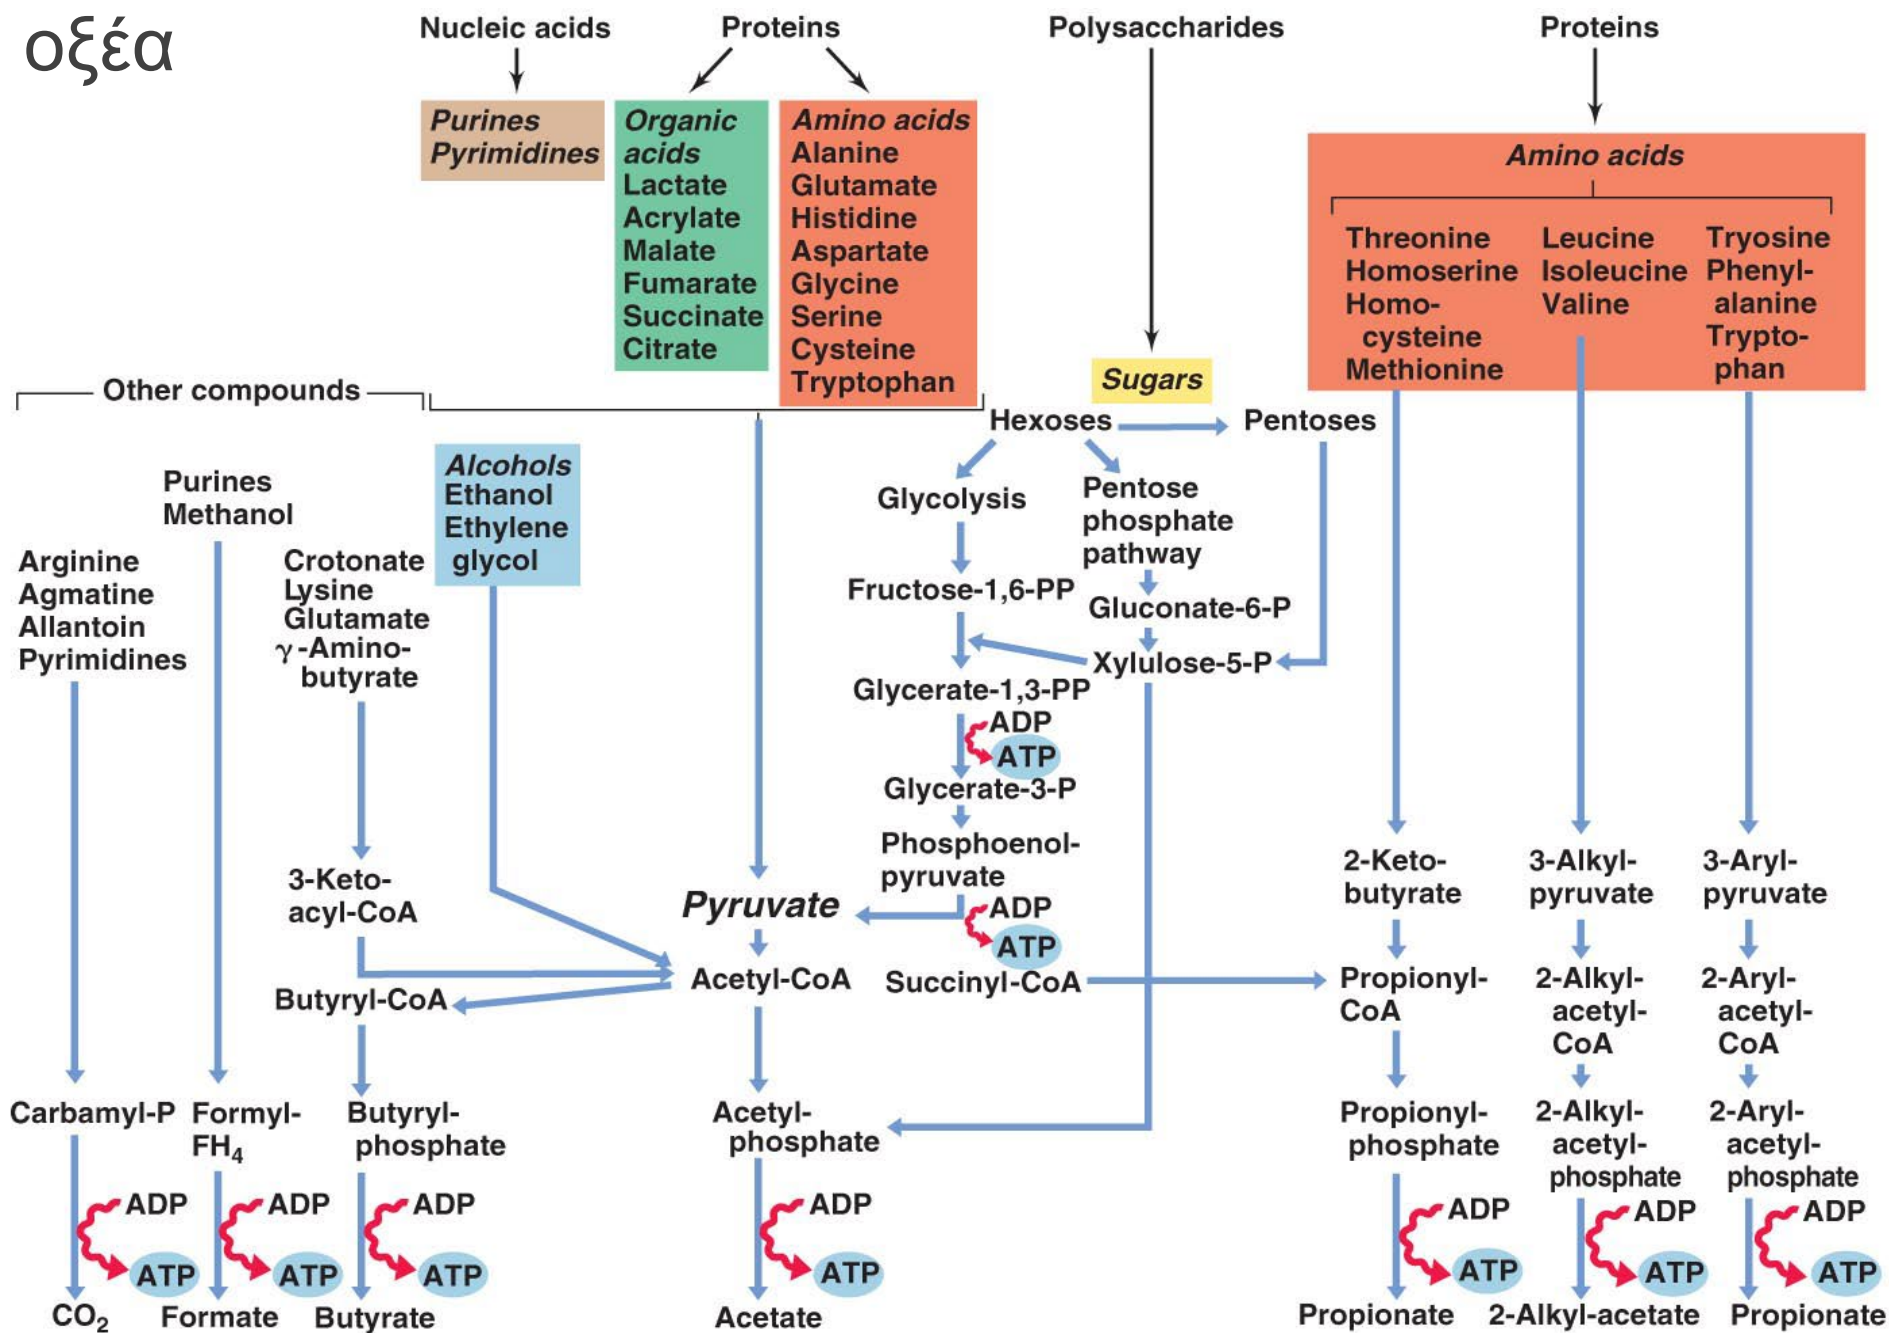 οξέα
Nucleic acids
Proteins
Polysaccharides
Proteins
Purines
Pyrimidines
Organic
acids
Lactate
Acrylate
Malate
Fumarate
Succinate
Citrate
Amino acids
Alanine
Glutamate
Histidine
Aspartate
Glycine
Serine
Cysteine
Tryptophan
Amino acids
Threonine
Homoserine
Homo-
cysteine
Methionine
Leucine
Isoleucine
Valine
Tryosine
Phenyl-
alanine
Trypto-
phan
Sugars
Other compounds
Hexoses
Pentoses
Arginine
Agmatine
Allantoin
Pyrimidines
Purines
Methanol
Crotonate
Lysine
Glutamate
γ-Amino-
butyrate
Alcohols
Ethanol
Ethylene
glycol
Glycolysis
Pentose
phosphate
pathway
Fructose-1,6-PP
Gluconate-6-P
Xylulose-5-P
Glycerate-1,3-PP
ADP
ATP
Glycerate-3-P
Phosphoenol-
pyruvate
ADP
ATP
Pyruvate
3-Keto-
acyl-CoA
Acetyl-CoA
Succinyl-CoA
Butyryl-CoA
2-Keto-
butyrate
3-Alkyl-
pyruvate
3-Aryl-
pyruvate
Propionyl-
CoA
2-Alkyl-
acetyl-
CoA
2-Aryl-
acetyl-
CoA
Carbamyl-P
Formyl-
FH4
Butyryl-
phosphate
Acetyl-
phosphate
Propionyl-
phosphate
2-Alkyl-
acetyl-
phosphate
2-Aryl-
acetyl-
phosphate
ADP
ATP
ADP
ATP
ADP
ATP
ADP
ATP
ADP
ATP
ADP
ATP
ADP
ATP
CO2
Formate
Butyrate
Acetate
Propionate
2-Alkyl-acetate
Propionate